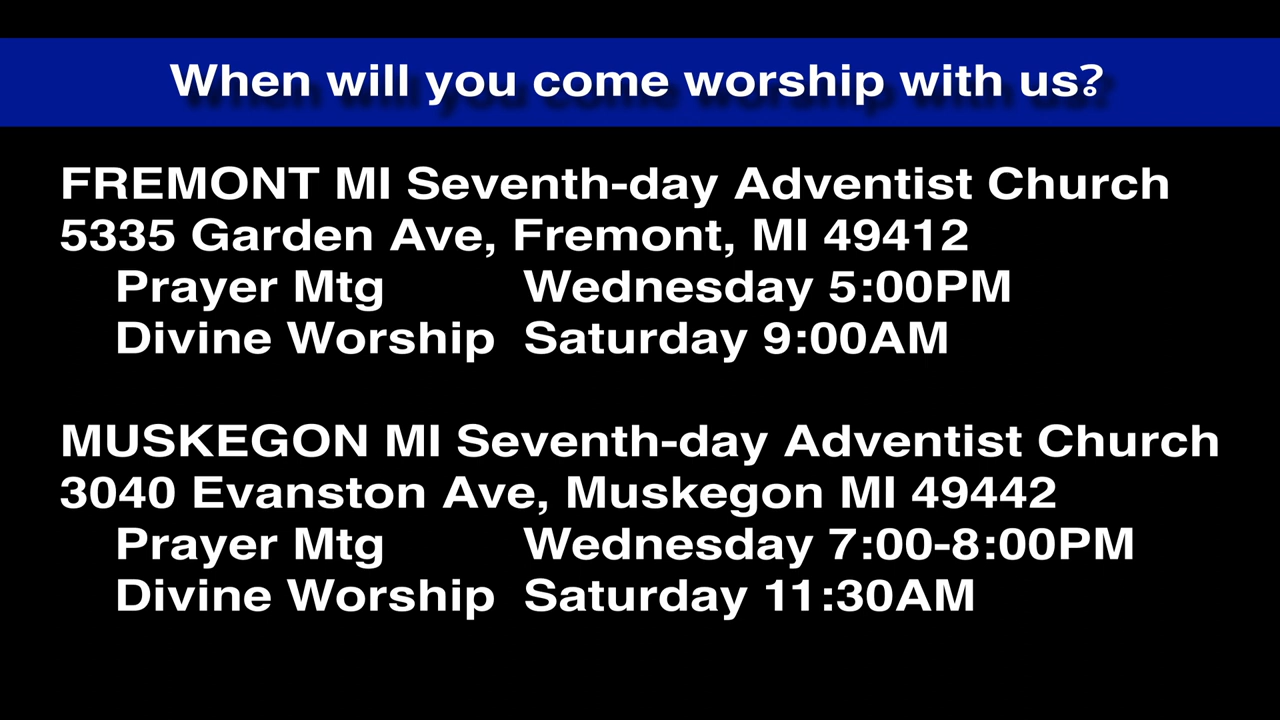 When will you come worship with us?
FREMONT MI Seventh-day Adventist Church
5335 Garden Ave, Fremont, MI 49412
Prayer Mtg Wednesday 5:00PM
Divine Worship Saturday 9:00AM
MUSKEGON MI Seventh-day Adventist Church
3040 Evanston Ave, Muskegon MI 49442
Prayer Mtg Wednesday 7:00-8:00PM
Divine Worship Saturday 11:30AM